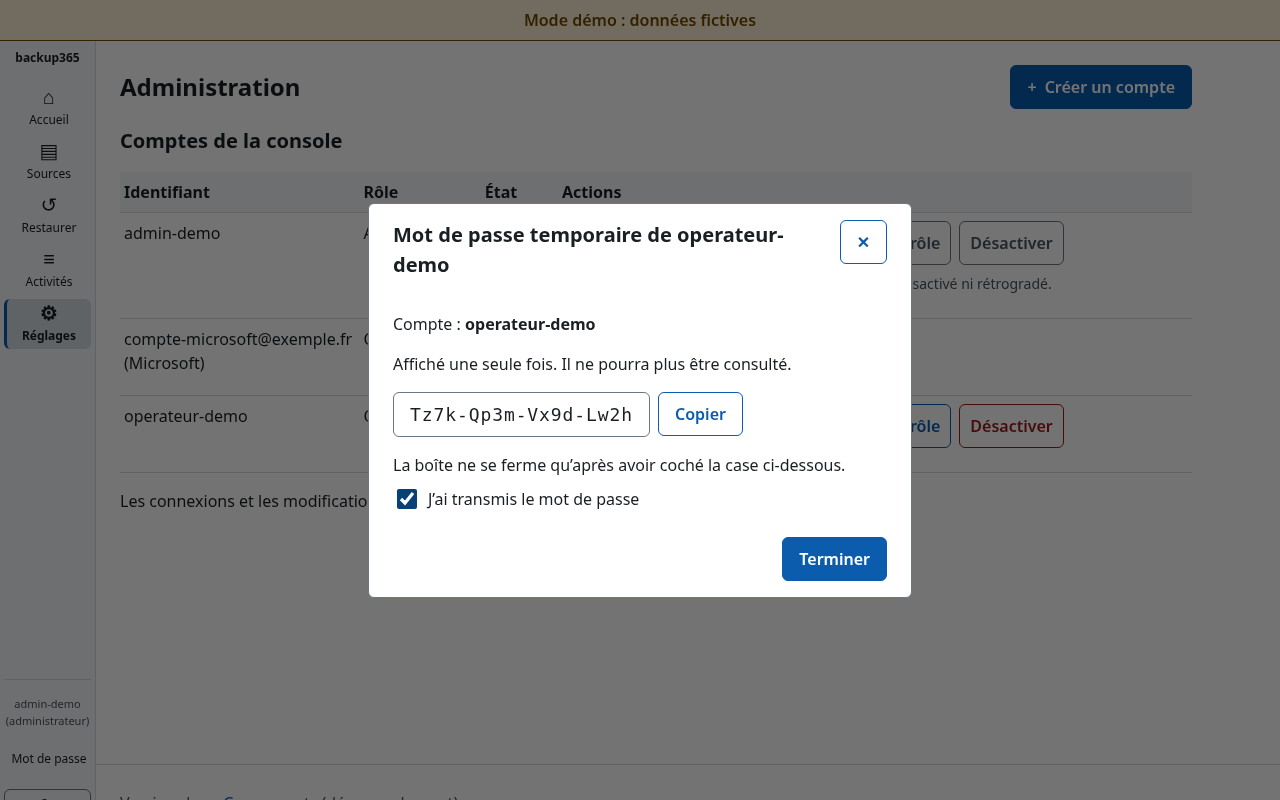 Mode démo : données fictives
backup365
Accueil
Sources
Restaurer
Activités
Réglages
admin-demo
(administrateur)
Mot de passe
Administration
+ Créer un compte
Comptes de la console
Identifiant Rôle État Actions
admin-demo
rôle Désactiver
sactivé ni rétrogradé.
compte-microsoft@exemple.fr
(Microsoft)
operateur-demo
rôle Désactiver
Les connexions et les modificatio
Mot de passe temporaire de operateur-
demo
×
Compte : operateur-demo
Affiché une seule fois. Il ne pourra plus être consulté.
Tz7k-Qp3m-Vx9d-Lw2h Copier
La boîte ne se ferme qu’après avoir coché la case ci-dessous.
J’ai transmis le mot de passe
Terminer